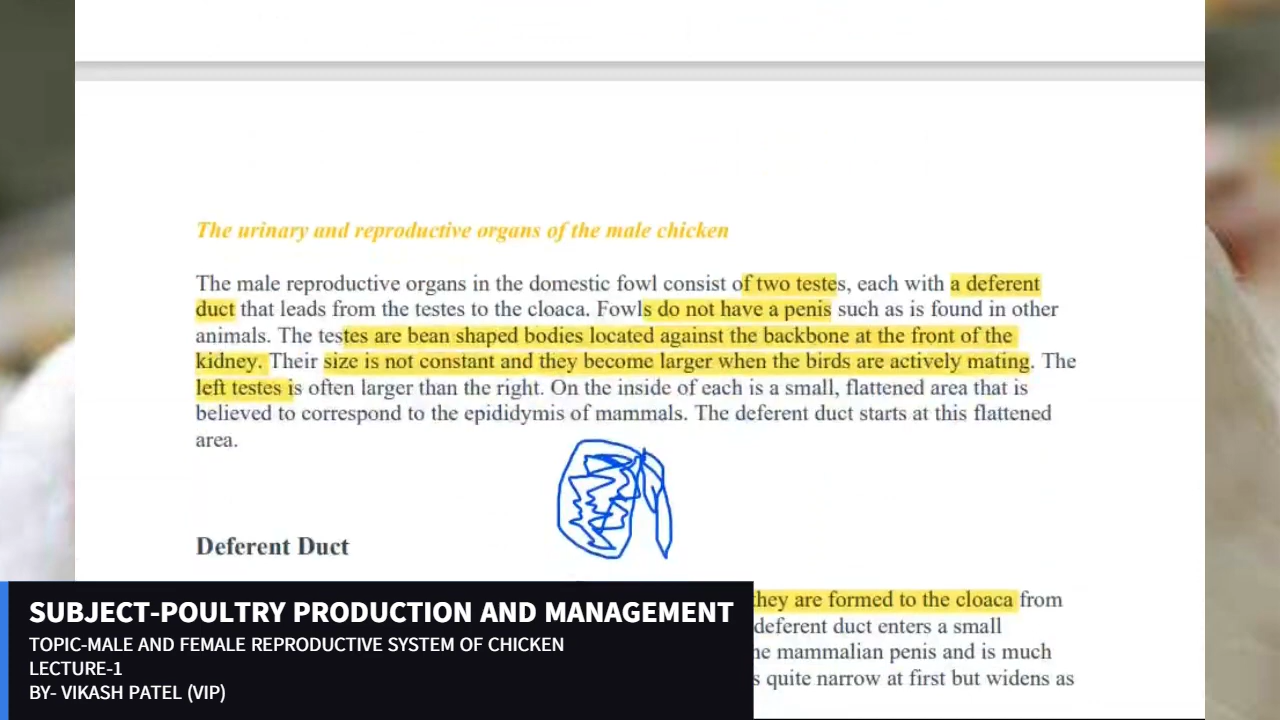 The urinary and reproductive organs of the male chicken
The male reproductive organs in the domestic fowl consist of two testes, each with a deferent
duct that leads from the testes to the cloaca. Fowls do not have a penis such as is found in other
animals. The testes are bean shaped bodies located against the backbone at the front of the
kidney. Their size is not constant and they become larger when the birds are actively mating. The
left testes is often larger than the right. On the inside of each is a small, flattened area that is
believed to correspond to the epididymis of mammals. The deferent duct starts at this flattened
area.
Deferent Duct
they are formed to the cloaca from
deferent duct enters a small
mammalian penis and is much
quite narrow at first but widens as
SUBJECT-POULTRY PRODUCTION AND MANAGEMENT
TOPIC-MALE AND FEMALE REPRODUCTIVE SYSTEM OF CHICKEN
LECTURE-1
BY- VIKASH PATEL (VIP)